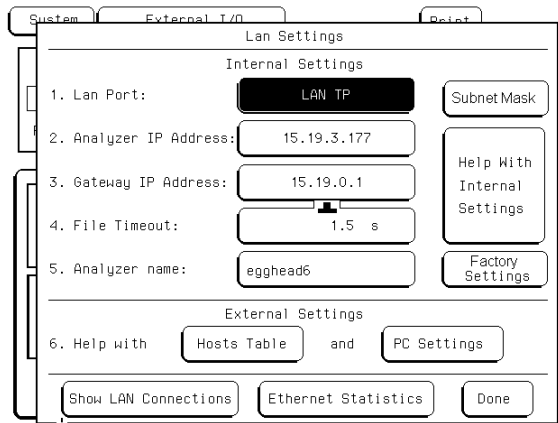 System External I/O Print
Lan Settings
Internal Settings
1. Lan Port: LAN TP Subnet Mask
2. Analyzer IP Address: 15.19.3.177
3. Gateway IP Address: 15.19.0.1
Help With
Internal
Settings
4. File Timeout: 1.5 s
5. Analyzer name: egghead6
Factory
Settings
External Settings
6. Help with Hosts Table and PC Settings
Show LAN Connections Ethernet Statistics Done